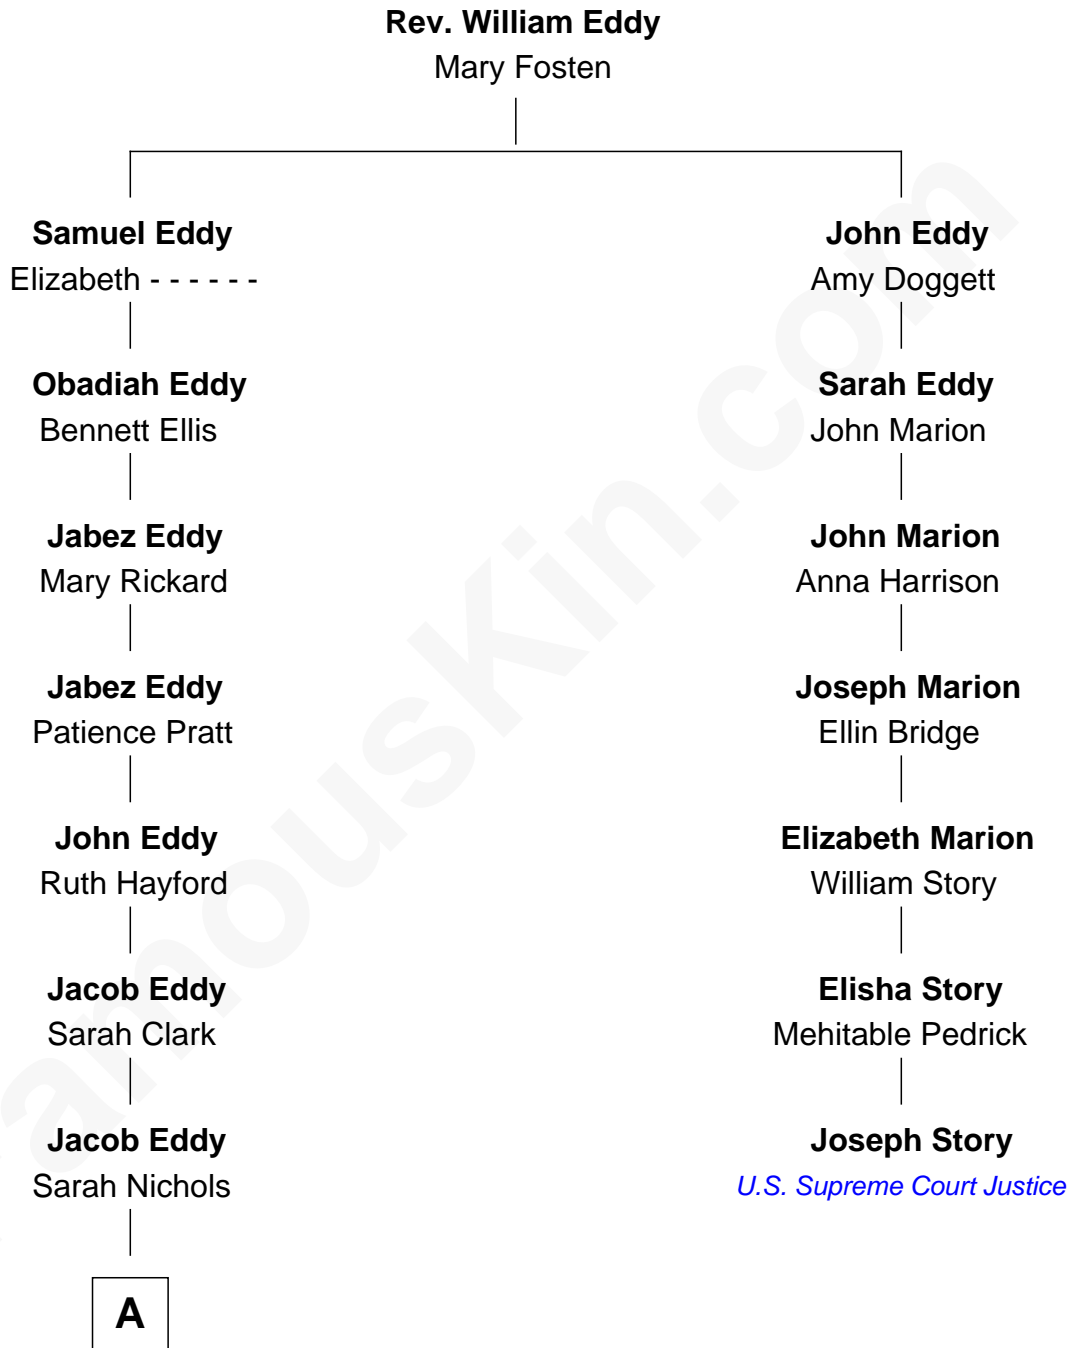 Rev. William Eddy
Mary Fosten
Samuel Eddy
Elizabeth - - - - - -
John Eddy
Amy Doggett
Obadiah Eddy
Bennett Ellis
Sarah Eddy
John Marion
Jabez Eddy
Mary Rickard
John Marion
Anna Harrison
Jabez Eddy
Patience Pratt
Joseph Marion
Ellin Bridge
John Eddy
Ruth Hayford
Elizabeth Marion
William Story
Jacob Eddy
Sarah Clark
Elisha Story
Mehitable Pedrick
Jacob Eddy
Sarah Nichols
Joseph Story
U.S. Supreme Court Justice
A
amousKin.com